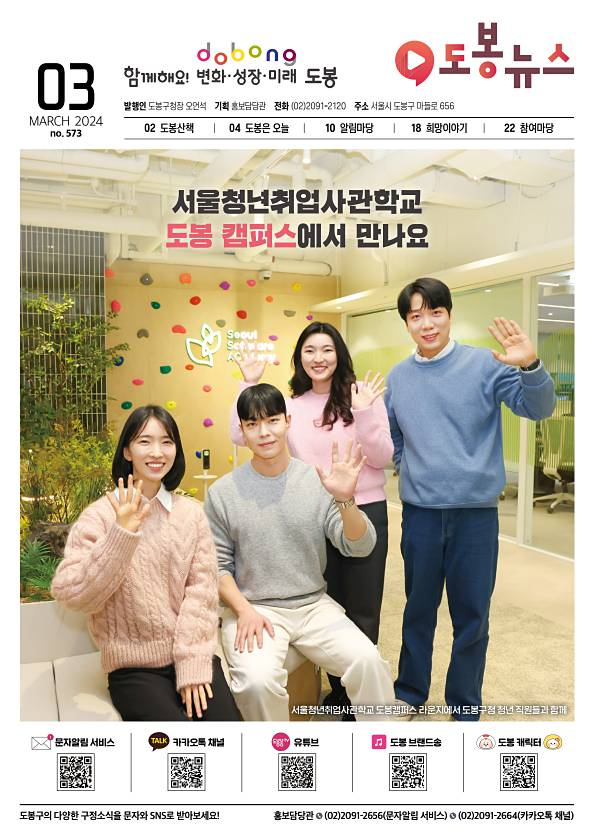 03
MARCH 2024
no. 573
dobong
함께해요! 변화·성장·미래 도봉
도봉뉴스
발행인 도봉구청장 오언석 기획 홍보담당관 전화 (02)2091-2120 주소 서울시 도봉구 마들로 656
02 도봉산책 | 04 도봉은 오늘 | 10 알림마당 | 18 희망이야기 | 22 참여마당
서울청년취업사관학교
도봉 캠퍼스에서 만나요
Seoul
Software
Academy
서울청년취업사관학교 도봉캠퍼스 라운지에서 도봉구청 청년 직원들과 함께
문자알림 서비스
TALK 카카오톡 채널
유튜브
도봉 브랜드송
도봉 캐릭터
도봉구의 다양한 구정소식을 문자와 SNS로 받아보세요!
홍보담당관 (02)2091-2656(문자알림 서비스) (02)2091-2664(카카오톡 채널)